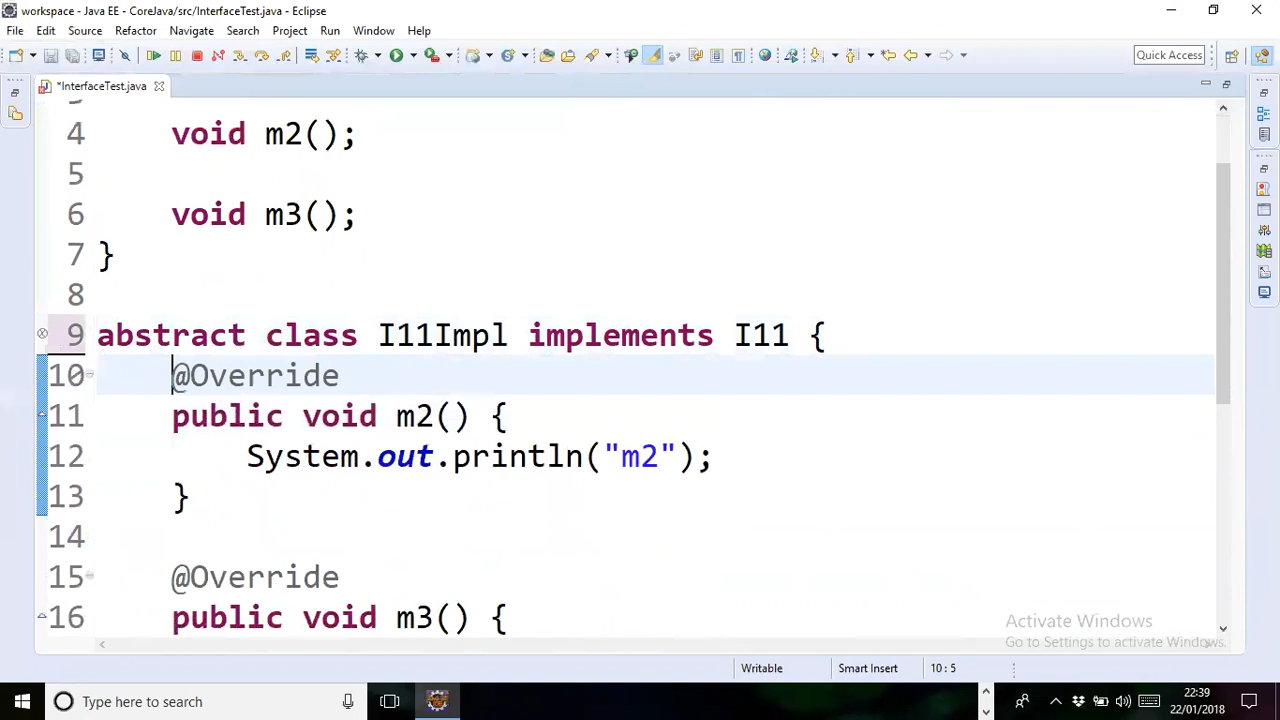 workspace - Java EE - CoreJava/src/InterfaceTest.java - Eclipse
File Edit Source Refactor Navigate Search Project Run Window Help
Quick Access
*InterfaceTest.java
4 void m2();
5
6 void m3();
7 }
8
9 abstract class I11Impl implements I11 {
10 @Override
11 public void m2() {
12 System.out.println("m2");
13 }
14
15 @Override
16 public void m3() {
Activate Windows
Go to Settings to activate Windows.
Writable Smart Insert 10 : 5
Type here to search
22:39
22/01/2018